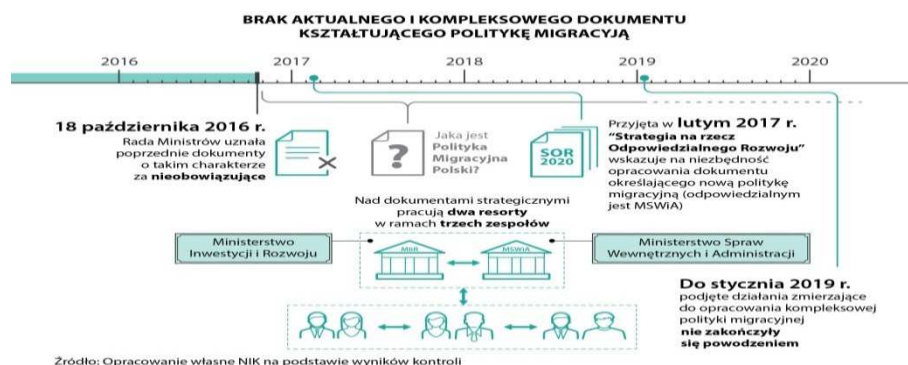 BRAK AKTUALNEGO I KOMPLEKSOWEGO DOKUMENTU
KSZTAŁTUJĄCEGO POLITYKĘ MIGRACYJĄ
2016 2017 2018 2019 2020
18 października 2016 r.
Rada Ministrów uznała
poprzednie dokumenty
o takim charakterze
za nieobowiązujące
?
Jaka jest
Polityka
Migracyjna
Polski?
SOR
2020
Przyjęta w lutym 2017 r.
"Strategia na rzecz
Odpowiedzialnego Rozwoju"
wskazuje na niezbędność
opracowania dokumentu
określającego nową politykę
migracyjną (odpowiedzialnym
jest MSWiA)
Nad dokumentami strategicznymi
pracują dwa resorty
w ramach trzech zespołów
Ministerstwo
Inwestycji i Rozwoju
MIiR
MSWiA
Ministerstwo Spraw
Wewnętrznych i Administracji
Do stycznia 2019 r.
podjęte działania zmierzające
do opracowania kompleksowej
polityki migracyjnej
nie zakończyły
się powodzeniem
Źródło: Opracowanie własne NIK na podstawie wyników kontroli